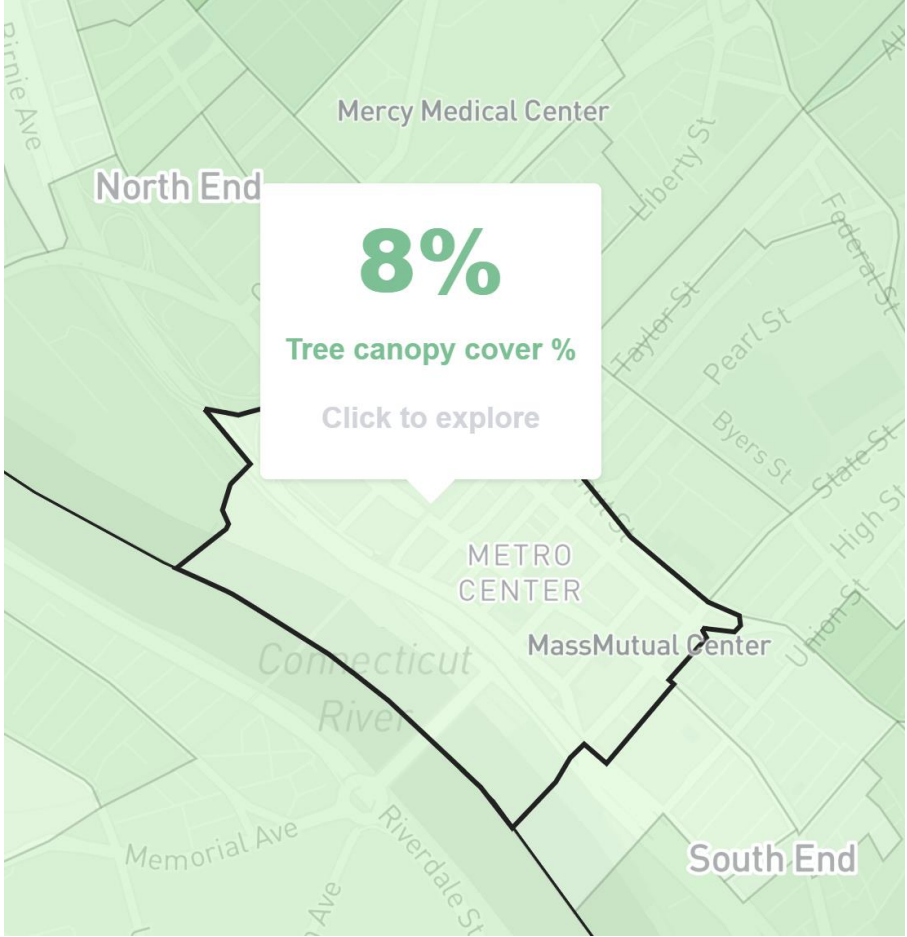 Birnie Ave
Mercy Medical Center
Liberty St
North End
Federal St
8%
Tree canopy cover %
Click to explore
Taylor St
Pearl St
Byers St
State St
High St
METRO
CENTER
Union St
MassMutual Center
Connecticut
River
Memorial Ave
Riverdale St
South End
Ave